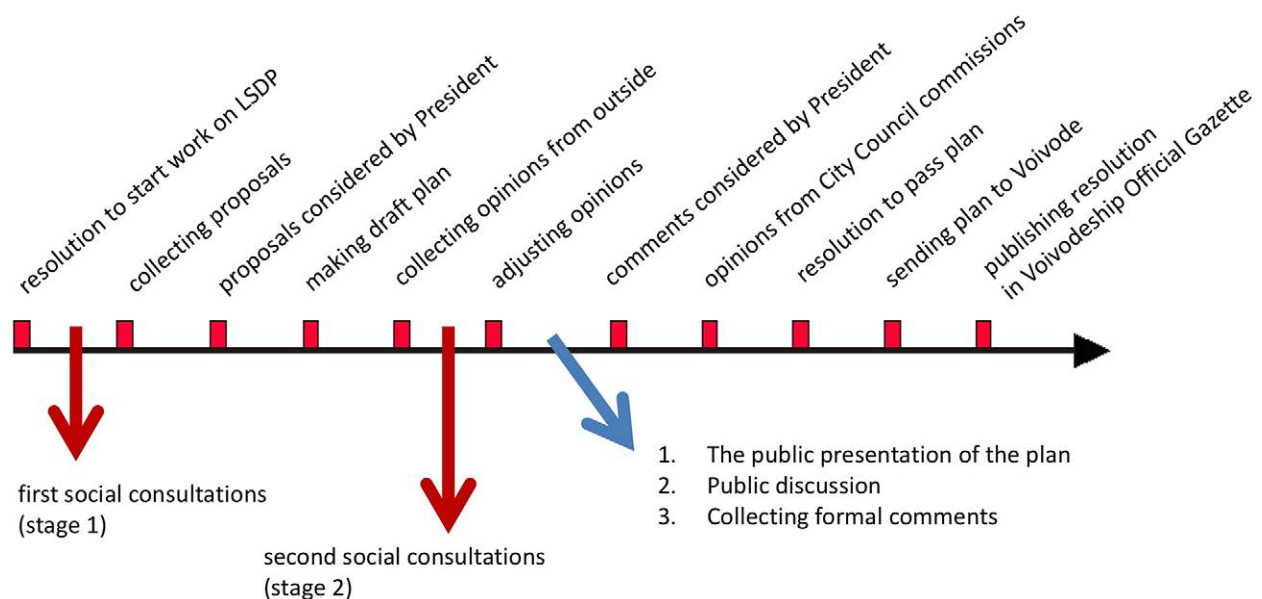 resolution to start work on LSDP
collecting proposals
proposals considered by President
making draft plan
collecting opinions from outside
adjusting opinions
comments considered by President
opinions from City Council commissions
resolution to pass plan
sending plan to Voivode
publishing resolution
in Voivodeship Official Gazette
first social consultations
(stage 1)
second social consultations
(stage 2)
1. The public presentation of the plan
2. Public discussion
3. Collecting formal comments